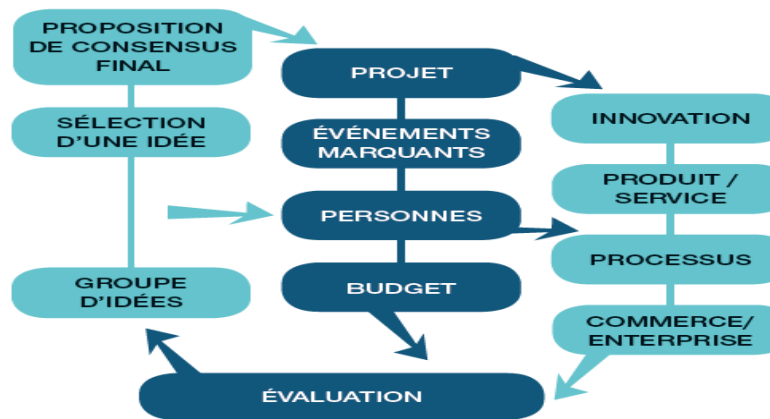 PROPOSITION
DE CONSENSUS
FINAL
SÉLECTION
D'UNE IDÉE
GROUPE
D'IDÉES
PROJET
ÉVÉNEMENTS
MARQUANTS
PERSONNES
BUDGET
INNOVATION
PRODUIT /
SERVICE
PROCESSUS
COMMERCE/
ENTERPRISE
ÉVALUATION